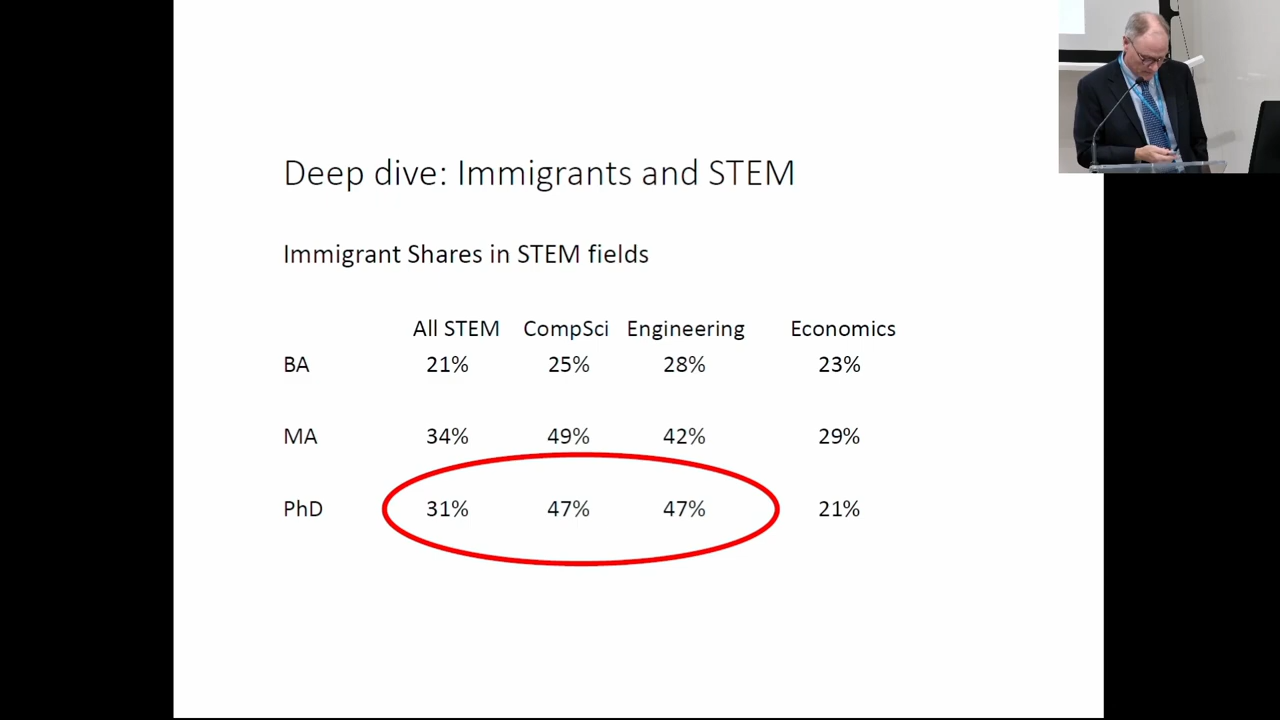 Deep dive: Immigrants and STEM
Immigrant Shares in STEM fields
All STEM CompSci Engineering Economics
BA 21% 25% 28% 23%
MA 34% 49% 42% 29%
PhD 31% 47% 47% 21%